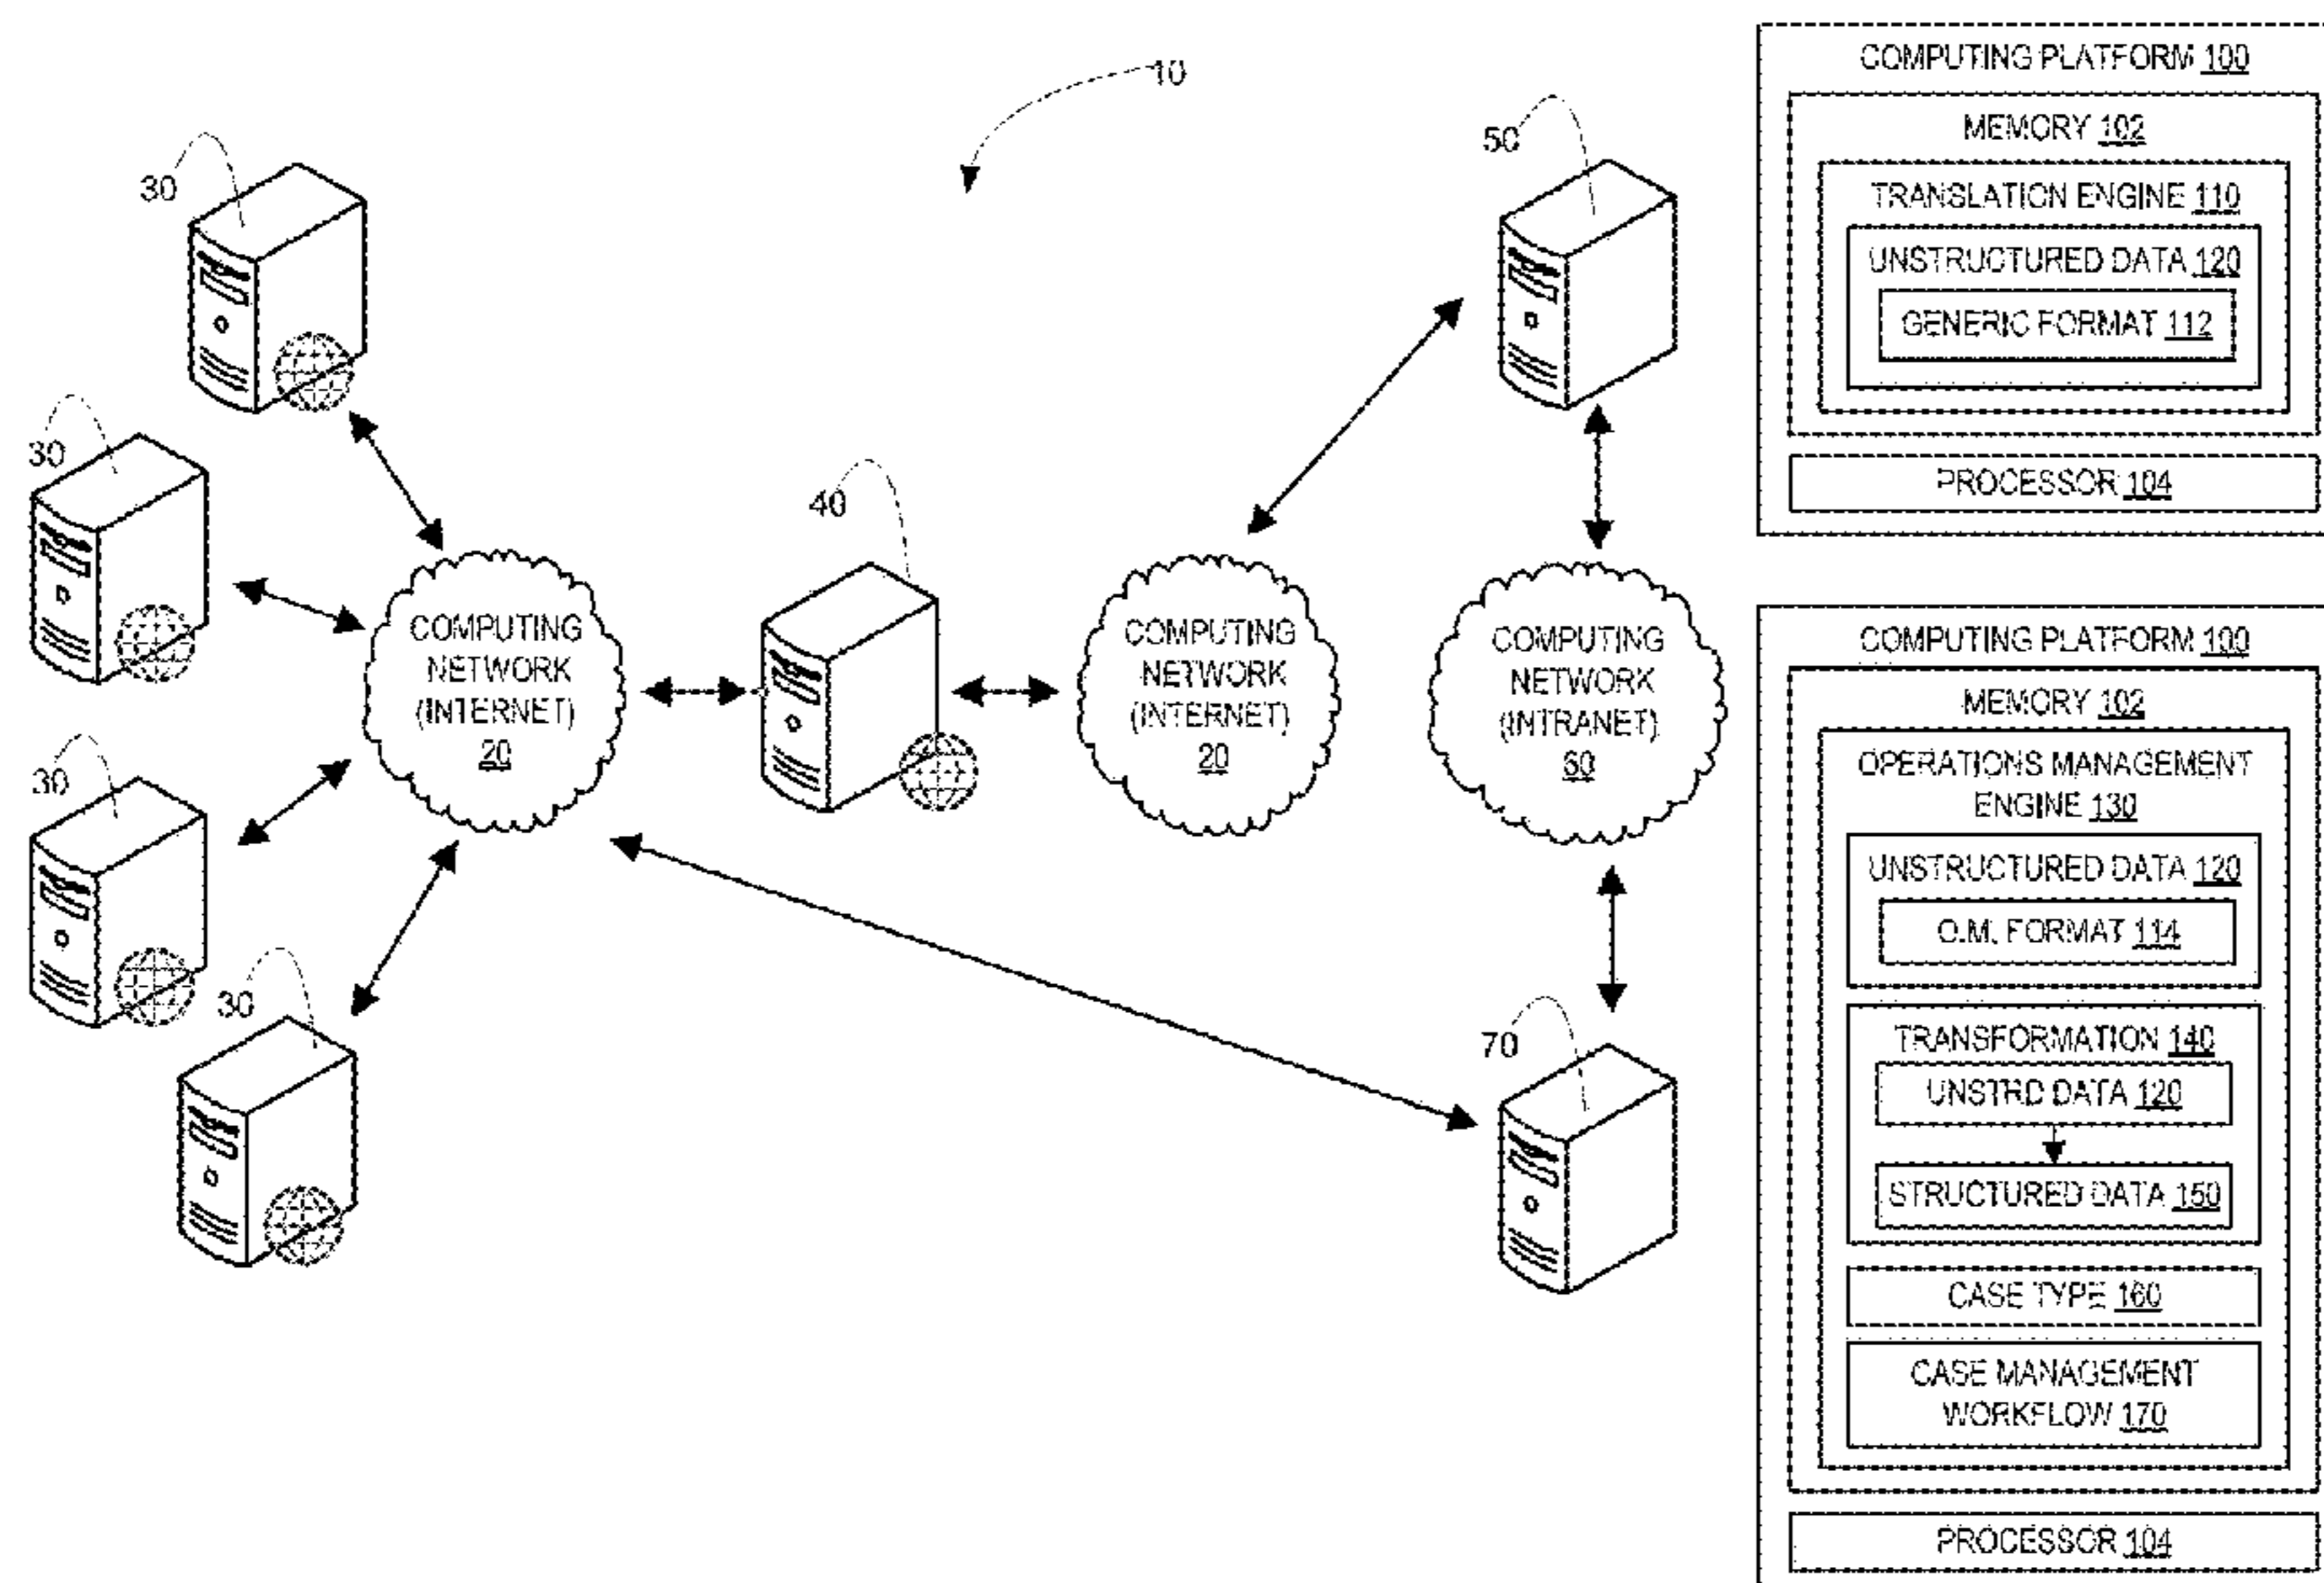 10
30
30
30
30
40
50
70
COMPUTING
NETWORK
(INTERNET)
20
COMPUTING
NETWORK
(INTERNET)
20
COMPUTING
NETWORK
(INTRANET)
60
COMPUTING PLATFORM 100
MEMORY 102
TRANSLATION ENGINE 110
UNSTRUCTURED DATA 120
GENERIC FORMAT 112
PROCESSOR 104
COMPUTING PLATFORM 100
MEMORY 102
OPERATIONS MANAGEMENT
ENGINE 130
UNSTRUCTURED DATA 120
O.M. FORMAT 114
TRANSFORMATION 140
UNSTRD DATA 120
STRUCTURED DATA 150
CASE TYPE 160
CASE MANAGEMENT
WORKFLOW 170
PROCESSOR 104